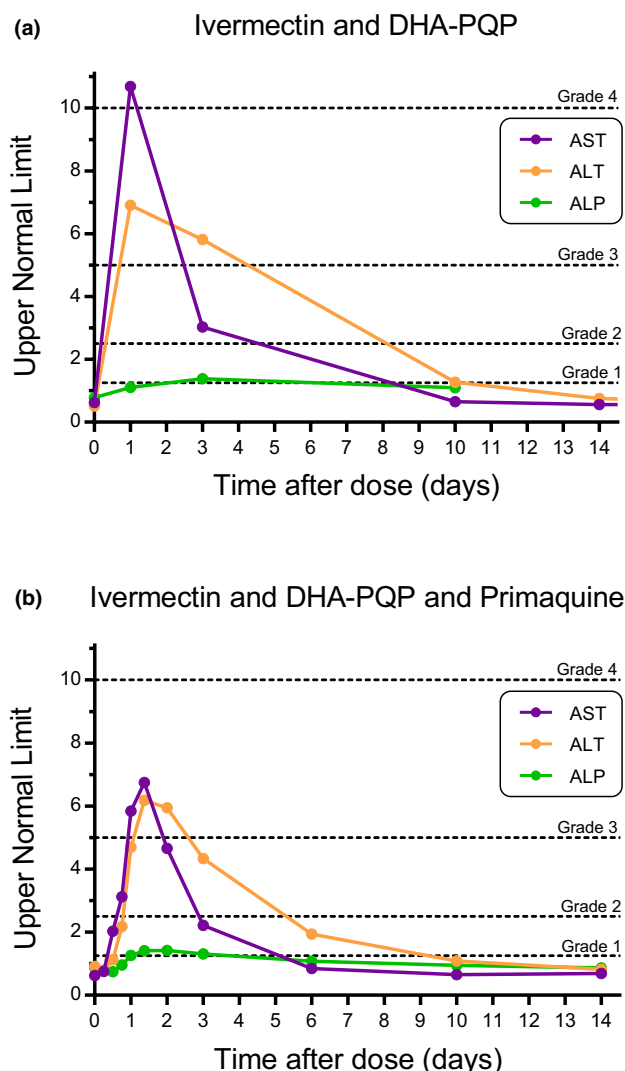 (a) Ivermectin and DHA-PQP
Upper Normal Limit
10
8
6
4
2
0
Grade 4
Grade 3
Grade 2
Grade 1
AST
ALT
ALP
0 1 2 3 4 5 6 7 8 9 10 11 12 13 14
Time after dose (days)
(b) Ivermectin and DHA-PQP and Primaquine
Upper Normal Limit
10
8
6
4
2
0
Grade 4
Grade 3
Grade 2
Grade 1
AST
ALT
ALP
0 1 2 3 4 5 6 7 8 9 10 11 12 13 14
Time after dose (days)